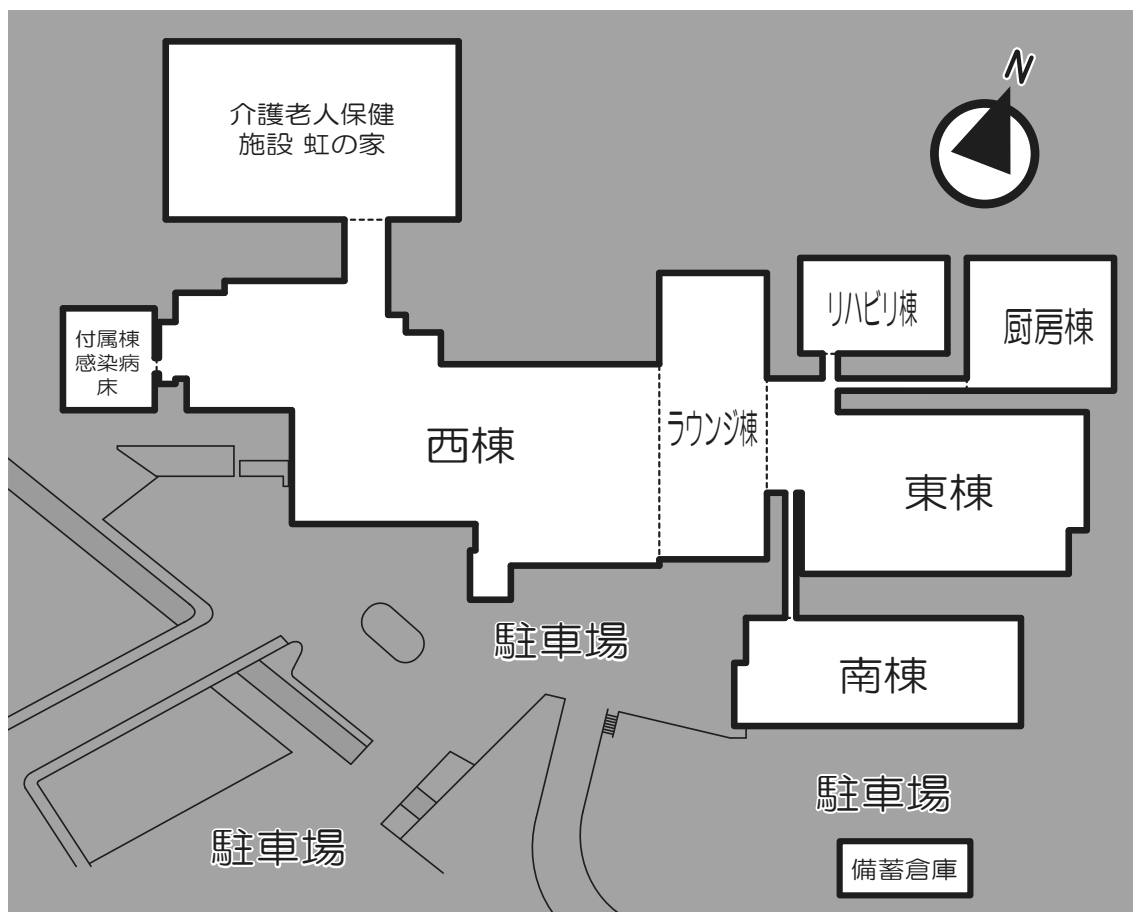 介護老人保健
施設 虹の家
N
リハビリ棟
厨房棟
付属棟
感染病
床
西棟
ラウンジ棟
東棟
駐車場
南棟
駐車場
駐車場
備蓄倉庫